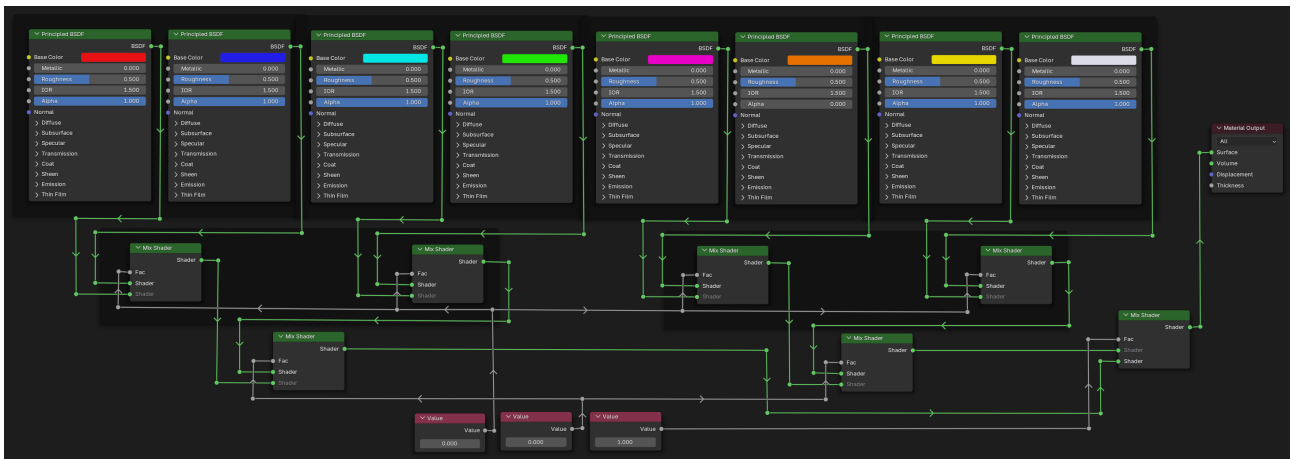 Principled BSDF
BSDF
Base Color
Metallic 0.000
Roughness 0.500
IOR 1.500
Alpha 1.000
Normal
Diffuse
Subsurface
Specular
Transmission
Coat
Sheen
Emission
Thin Film
Principled BSDF
BSDF
Base Color
Metallic 0.000
Roughness 0.500
IOR 1.500
Alpha 1.000
Normal
Diffuse
Subsurface
Specular
Transmission
Coat
Sheen
Emission
Thin Film
Principled BSDF
BSDF
Base Color
Metallic 0.000
Roughness 0.500
IOR 1.500
Alpha 1.000
Normal
Diffuse
Subsurface
Specular
Transmission
Coat
Sheen
Emission
Thin Film
Principled BSDF
BSDF
Base Color
Metallic 0.000
Roughness 0.500
IOR 1.500
Alpha 1.000
Normal
Diffuse
Subsurface
Specular
Transmission
Coat
Sheen
Emission
Thin Film
Principled BSDF
BSDF
Base Color
Metallic 0.000
Roughness 0.500
IOR 1.500
Alpha 1.000
Normal
Diffuse
Subsurface
Specular
Transmission
Coat
Sheen
Emission
Thin Film
Principled BSDF
BSDF
Base Color
Metallic 0.000
Roughness 0.500
IOR 1.500
Alpha 0.000
Normal
Diffuse
Subsurface
Specular
Transmission
Coat
Sheen
Emission
Thin Film
Principled BSDF
BSDF
Base Color
Metallic 0.000
Roughness 0.500
IOR 1.500
Alpha 1.000
Normal
Diffuse
Subsurface
Specular
Transmission
Coat
Sheen
Emission
Thin Film
Principled BSDF
BSDF
Base Color
Metallic 0.000
Roughness 0.500
IOR 1.500
Alpha 1.000
Normal
Diffuse
Subsurface
Specular
Transmission
Coat
Sheen
Emission
Thin Film
Material Output
All
Surface
Volume
Displacement
Thickness
Mix Shader
Shader
Fac
Shader
Shader
Mix Shader
Shader
Fac
Shader
Shader
Mix Shader
Shader
Fac
Shader
Shader
Mix Shader
Shader
Fac
Shader
Shader
Mix Shader
Shader
Fac
Shader
Shader
Mix Shader
Shader
Fac
Shader
Shader
Mix Shader
Shader
Fac
Shader
Shader
Value
Value
0.000
Value
Value
0.000
Value
Value
1.000